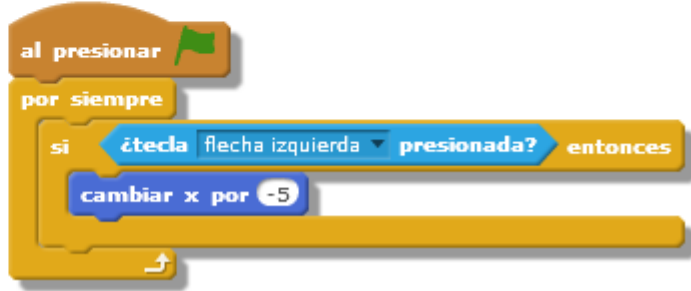 al presionar
por siempre
si ¿tecla flecha izquierda presionada? entonces
cambiar x por -5